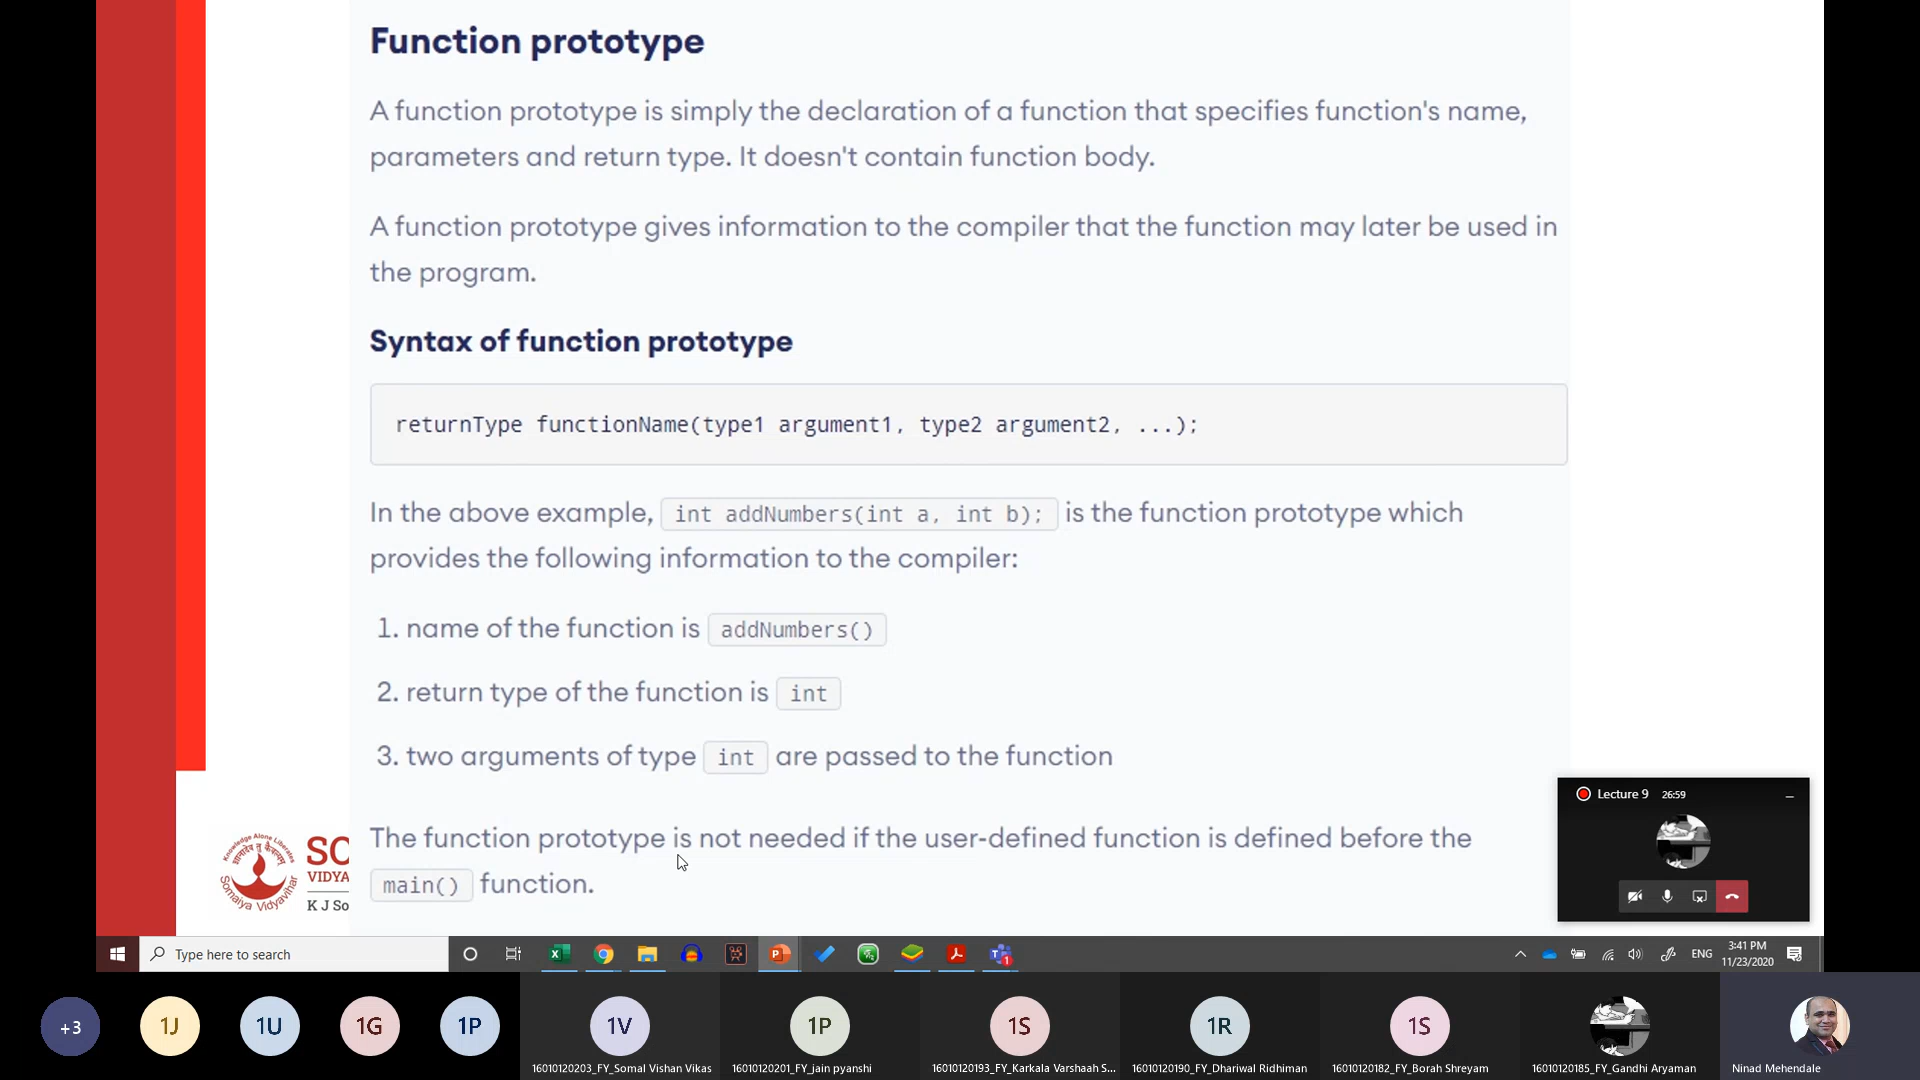 Function prototype
A function prototype is simply the declaration of a function that specifies function's name,
parameters and return type. It doesn't contain function body.
A function prototype gives information to the compiler that the function may later be used in
the program.
Syntax of function prototype
returnType functionName(type1 argument1, type2 argument2, ...);
In the above example, int addNumbers(int a, int b); is the function prototype which
provides the following information to the compiler:
1. name of the function is addNumbers()
2. return type of the function is int
3. two arguments of type int are passed to the function
The function prototype is not needed if the user-defined function is defined before the
main() function.
SO
VIDYA
K J So
Somaiya Vidyavihar
Knowledge Alone Liberates
Lecture 9 26:59
Type here to search
ENG
3:41 PM
11/23/2020
+3
1J
1U
1G
1P
1V
1P
1S
1R
1S
16010120203_FY_Somal Vishan Vikas
16010120201_FY_jain pyanshi
16010120193_FY_Karkala Varshaah S...
16010120190_FY_Dhariwal Ridhiman
16010120182_FY_Borah Shreyam
16010120185_FY_Gandhi Aryaman
Ninad Mehendale